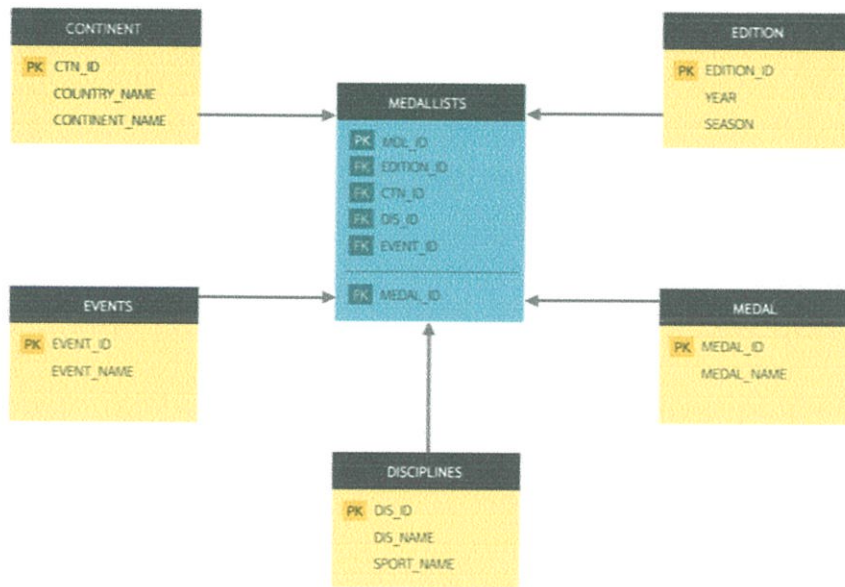 CONTINENT
PK CTN_ID
COUNTRY_NAME
CONTINENT_NAME
EDITION
PK EDITION_ID
YEAR
SEASON
MEDALLISTS
PK MDL_ID
FK EDITION_ID
FK CTN_ID
FK DIS_ID
FK EVENT_ID
FK MEDAL_ID
EVENTS
PK EVENT_ID
EVENT_NAME
MEDAL
PK MEDAL_ID
MEDAL_NAME
DISCIPLINES
PK DIS_ID
DIS_NAME
SPORT_NAME